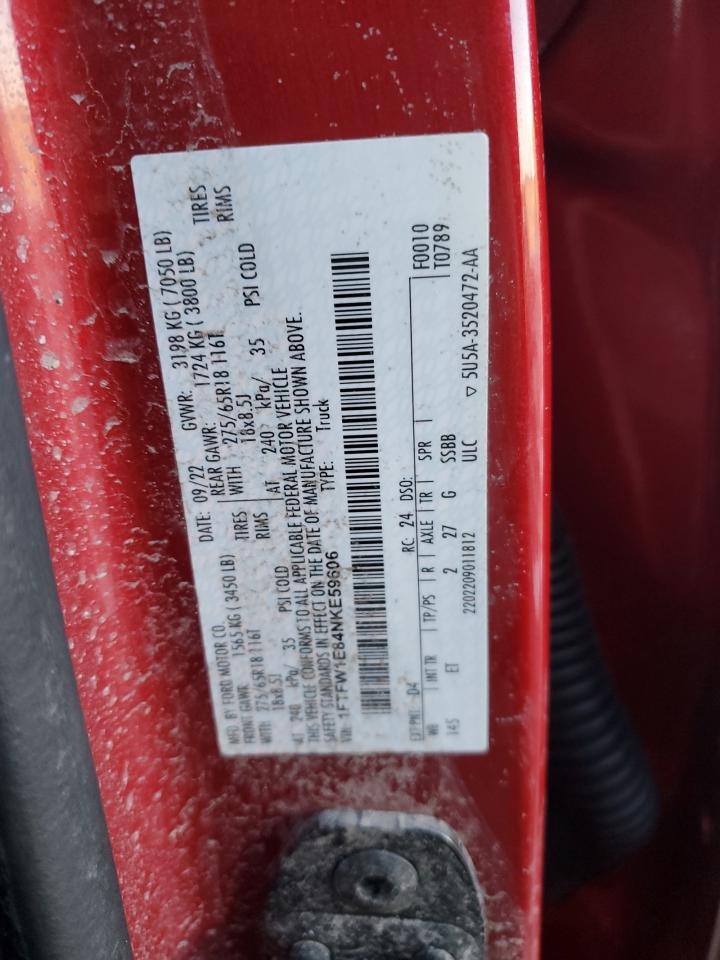 MFD. BY FORD MOTOR CO. DATE: 09/22 GVWR: 3198 KG ( 7050 LB)
FRONT GAWR: 1565 KG ( 3450 LB) REAR GAWR: 1724 KG ( 3800 LB)
WITH 275/65R18 116T TIRES WITH 275/65R18 116T TIRES
18x8.5J RIMS 18x8.5J RIMS
AT 240 kPa/ 35 PSI COLD AT 240 kPa/ 35 PSI COLD
THIS VEHICLE CONFORMS TO ALL APPLICABLE FEDERAL MOTOR VEHICLE
SAFETY STANDARDS IN EFFECT ON THE DATE OF MANUFACTURE SHOWN ABOVE.
VIN: 1FTFW1E84NKE59606 TYPE: Truck
F0010
T0789
EXT PNT: D4 RC: 24 DSO:
WB INT TR TP/PS R AXLE TR SPR
145 ET 2 27 G SSBB
2202209011812 ULC ▽ 5U5A-3520472-AA